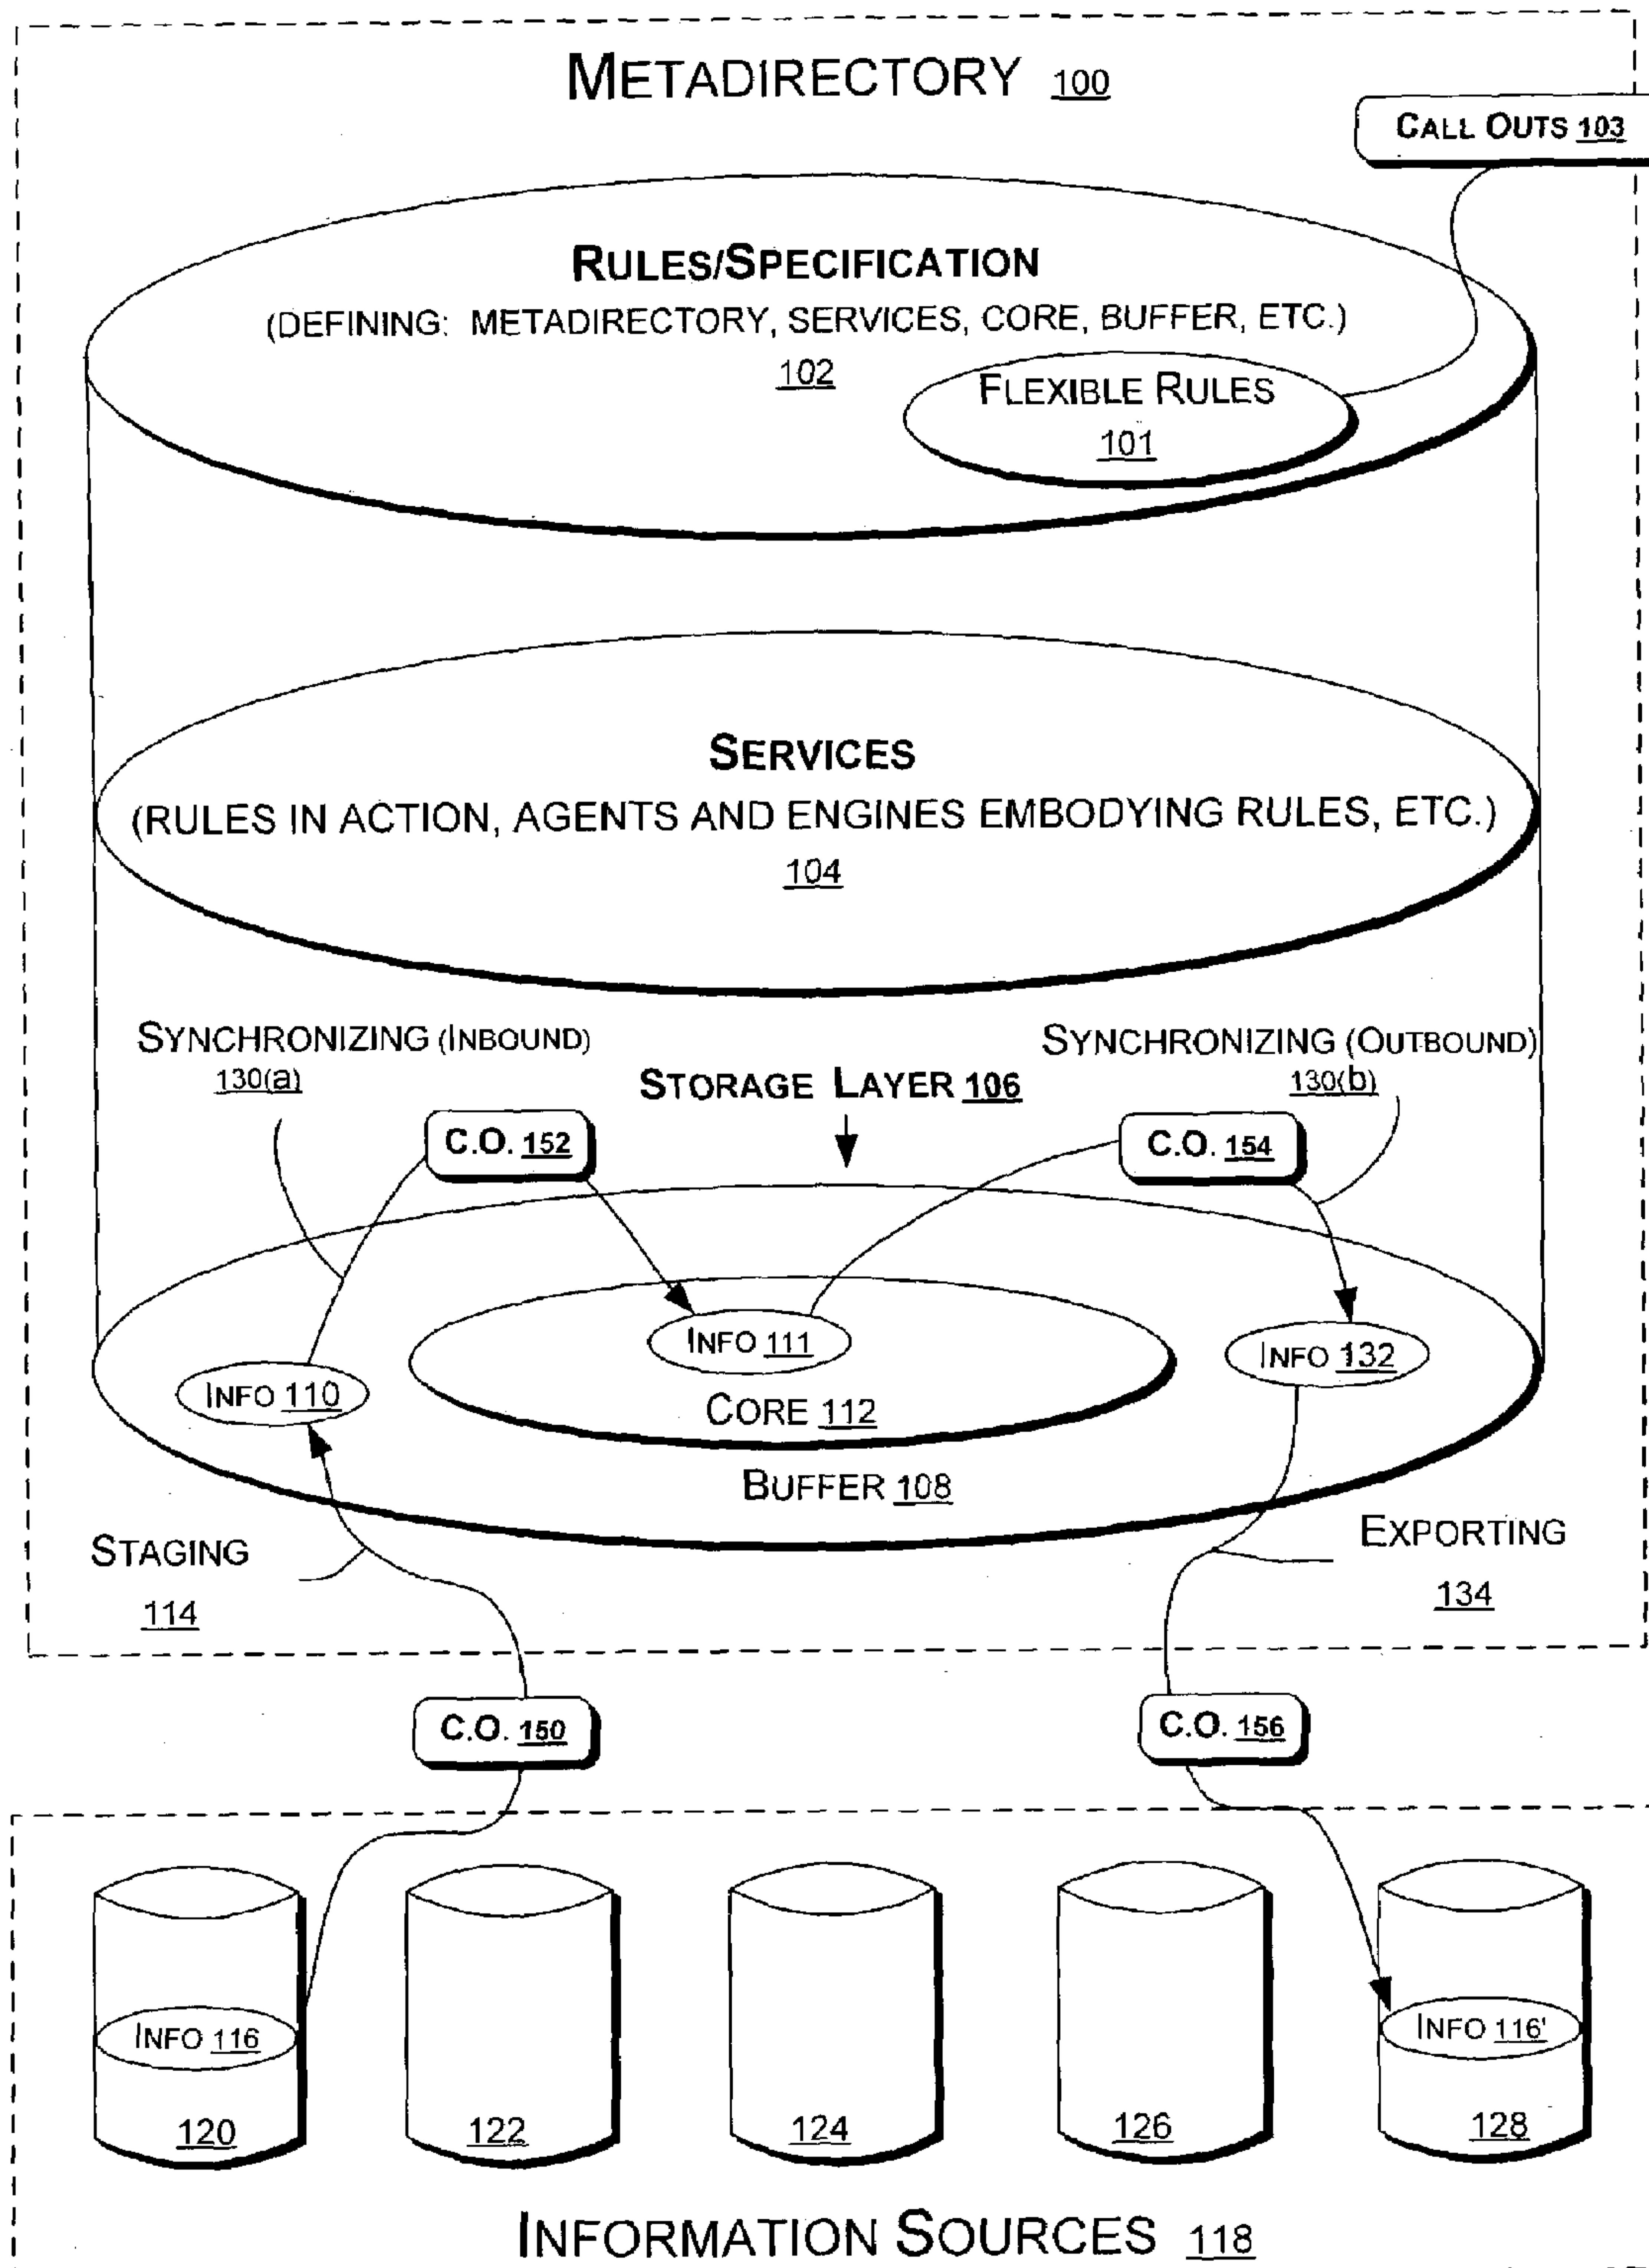 METADIRECTORY 100
CALL OUTS 103
RULES/SPECIFICATION
(DEFINING: METADIRECTORY, SERVICES, CORE, BUFFER, ETC.)
102
FLEXIBLE RULES
101
SERVICES
(RULES IN ACTION, AGENTS AND ENGINES EMBODYING RULES, ETC.)
104
SYNCHRONIZING (INBOUND)
130(a)
STORAGE LAYER 106
SYNCHRONIZING (OUTBOUND)
130(b)
C.O. 152
C.O. 154
INFO 110
INFO 111
INFO 132
CORE 112
BUFFER 108
STAGING
114
EXPORTING
134
C.O. 150
C.O. 156
INFO 116
INFO 116'
120
122
124
126
128
INFORMATION SOURCES 118